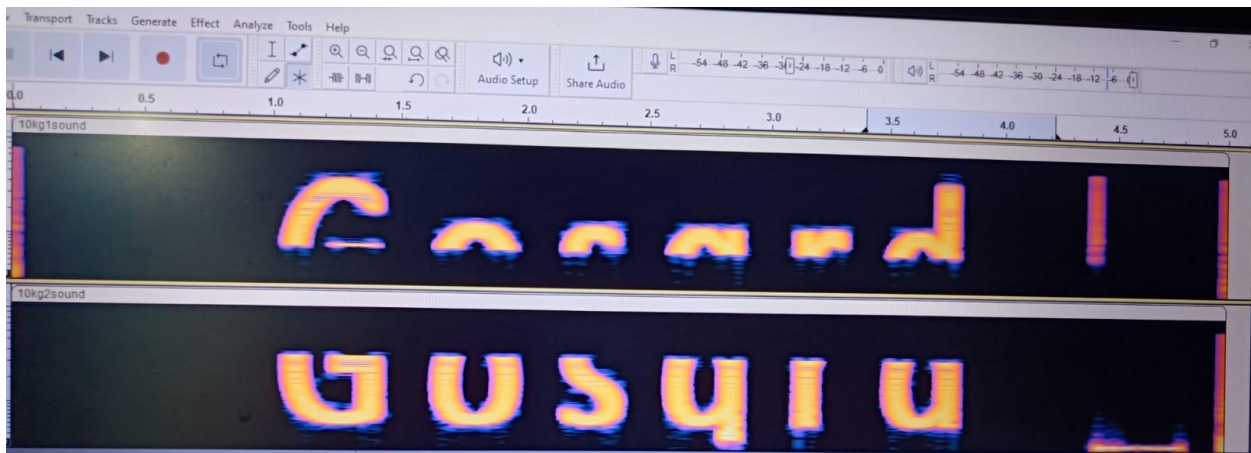 Transport Tracks Generate Effect Analyze Tools Help
Audio Setup
Share Audio
L
R
-54 -48 -42 -36 -24 -18 -12 -6 0
L
R
-54 -48 -42 -36 -30 -24 -18 -12 -6
0.0 0.5 1.0 1.5 2.0 2.5 3.0 3.5 4.0 4.5 5.0
10kg1sound
10kg2sound